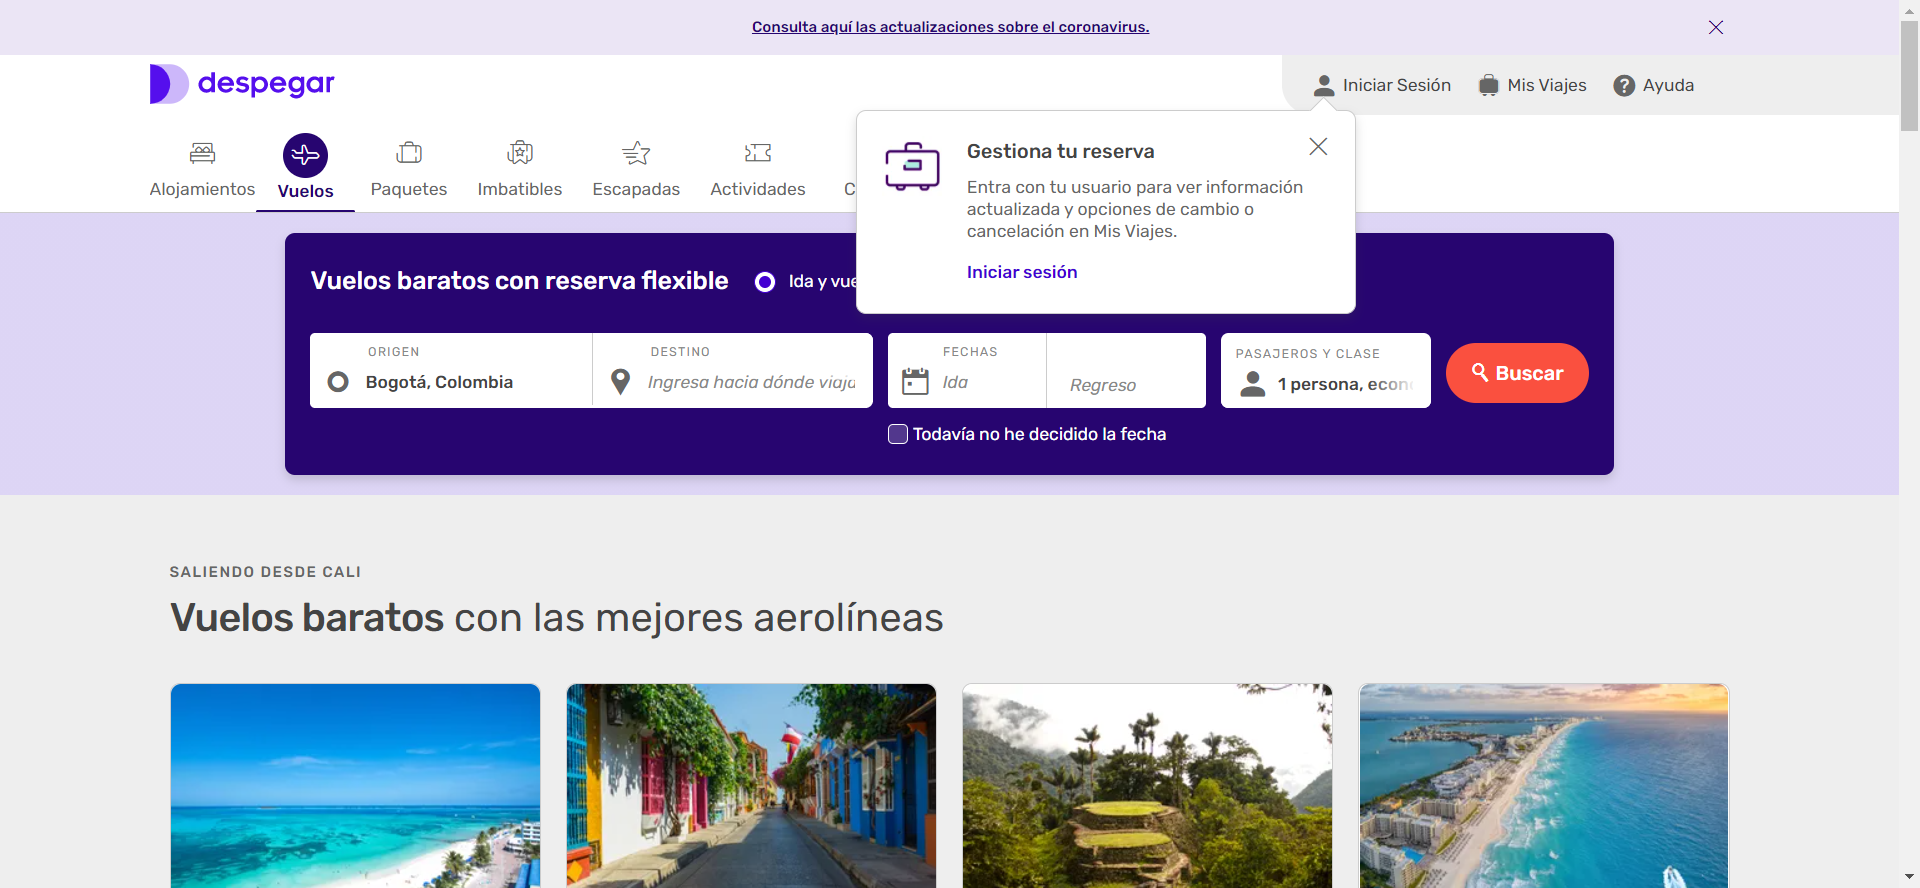 Consulta aquí las actualizaciones sobre el coronavirus.
despegar
Iniciar Sesión
Mis Viajes
? Ayuda
Alojamientos
Vuelos
Paquetes
Imbatibles
Escapadas
Actividades
C
Gestiona tu reserva
Entra con tu usuario para ver información
actualizada y opciones de cambio o
cancelación en Mis Viajes.
Iniciar sesión
Vuelos baratos con reserva flexible
Ida y vue
ORIGEN
Bogotá, Colombia
DESTINO
Ingresa hacia dónde viaja
FECHAS
Ida
Regreso
PASAJEROS Y CLASE
1 persona, econ
Buscar
Todavía no he decidido la fecha
SALIENDO DESDE CALI
Vuelos baratos con las mejores aerolíneas